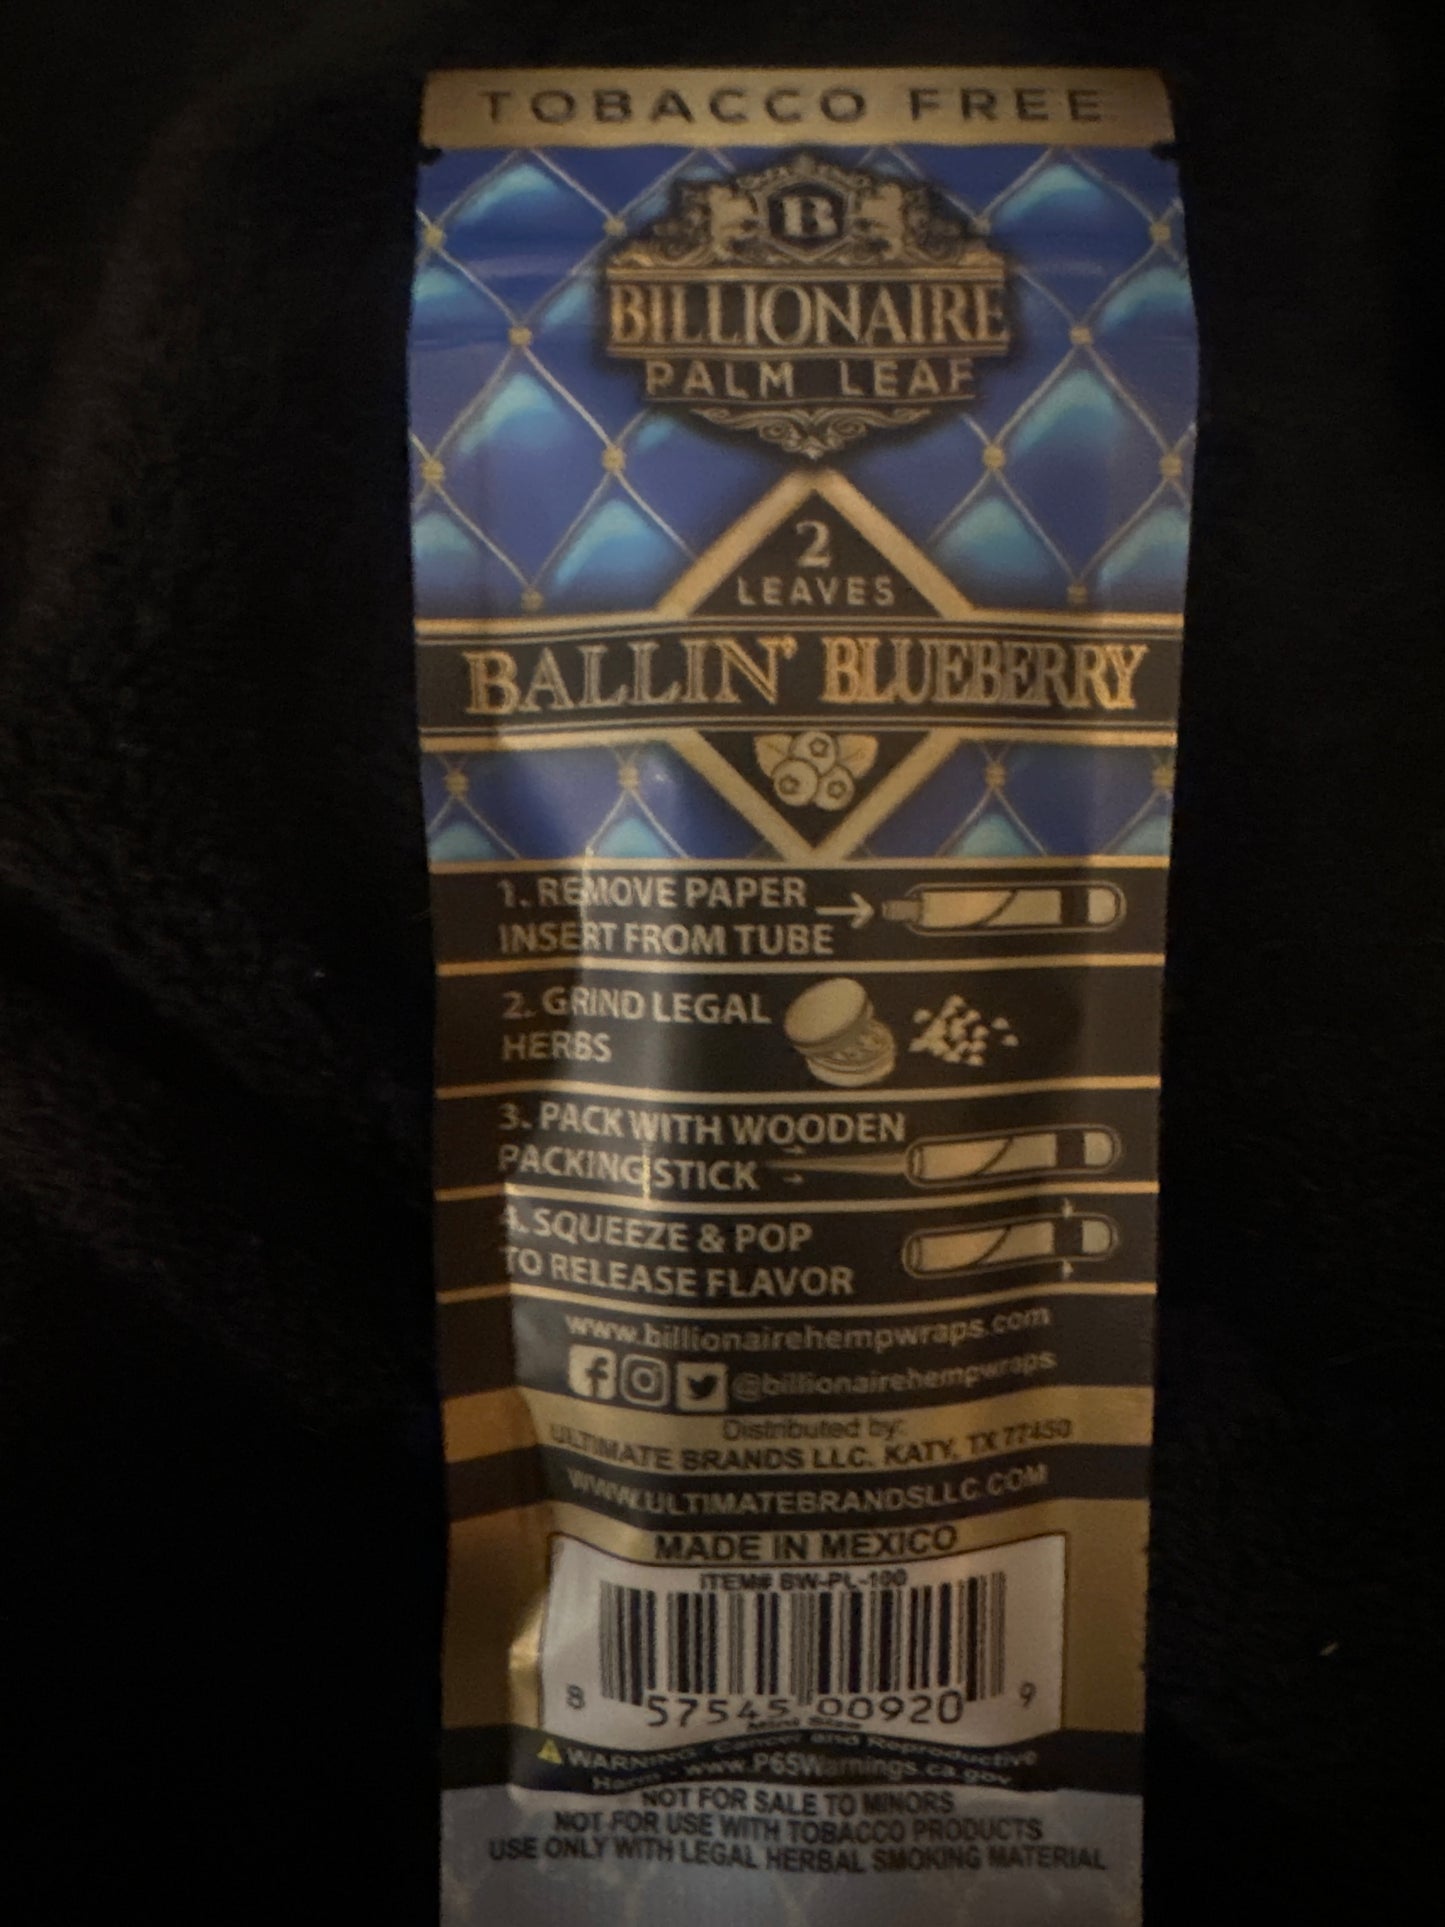 TOBACCO FREE
B
BILLIONAIRE
PALM LEAF
2
LEAVES
BALLIN' BLUEBERRY
1. REMOVE PAPER
INSERT FROM TUBE
2. GRIND LEGAL
HERBS
3. PACK WITH WOODEN
PACKING STICK
4. SQUEEZE & POP
TO RELEASE FLAVOR
www.billionairehempwraps.com
@billionairehempwraps
Distributed by:
ULTIMATE BRANDS LLC. KATY, TX 77450
WWW.ULTIMATEBRANDSLLC.COM
MADE IN MEXICO
ITEM# BW-PL-100
8 57545 00920 9
Mini Size
WARNING: Cancer and Reproductive
Harm - www.P65Warnings.ca.gov
NOT FOR SALE TO MINORS
NOT FOR USE WITH TOBACCO PRODUCTS
USE ONLY WITH LEGAL HERBAL SMOKING MATERIAL